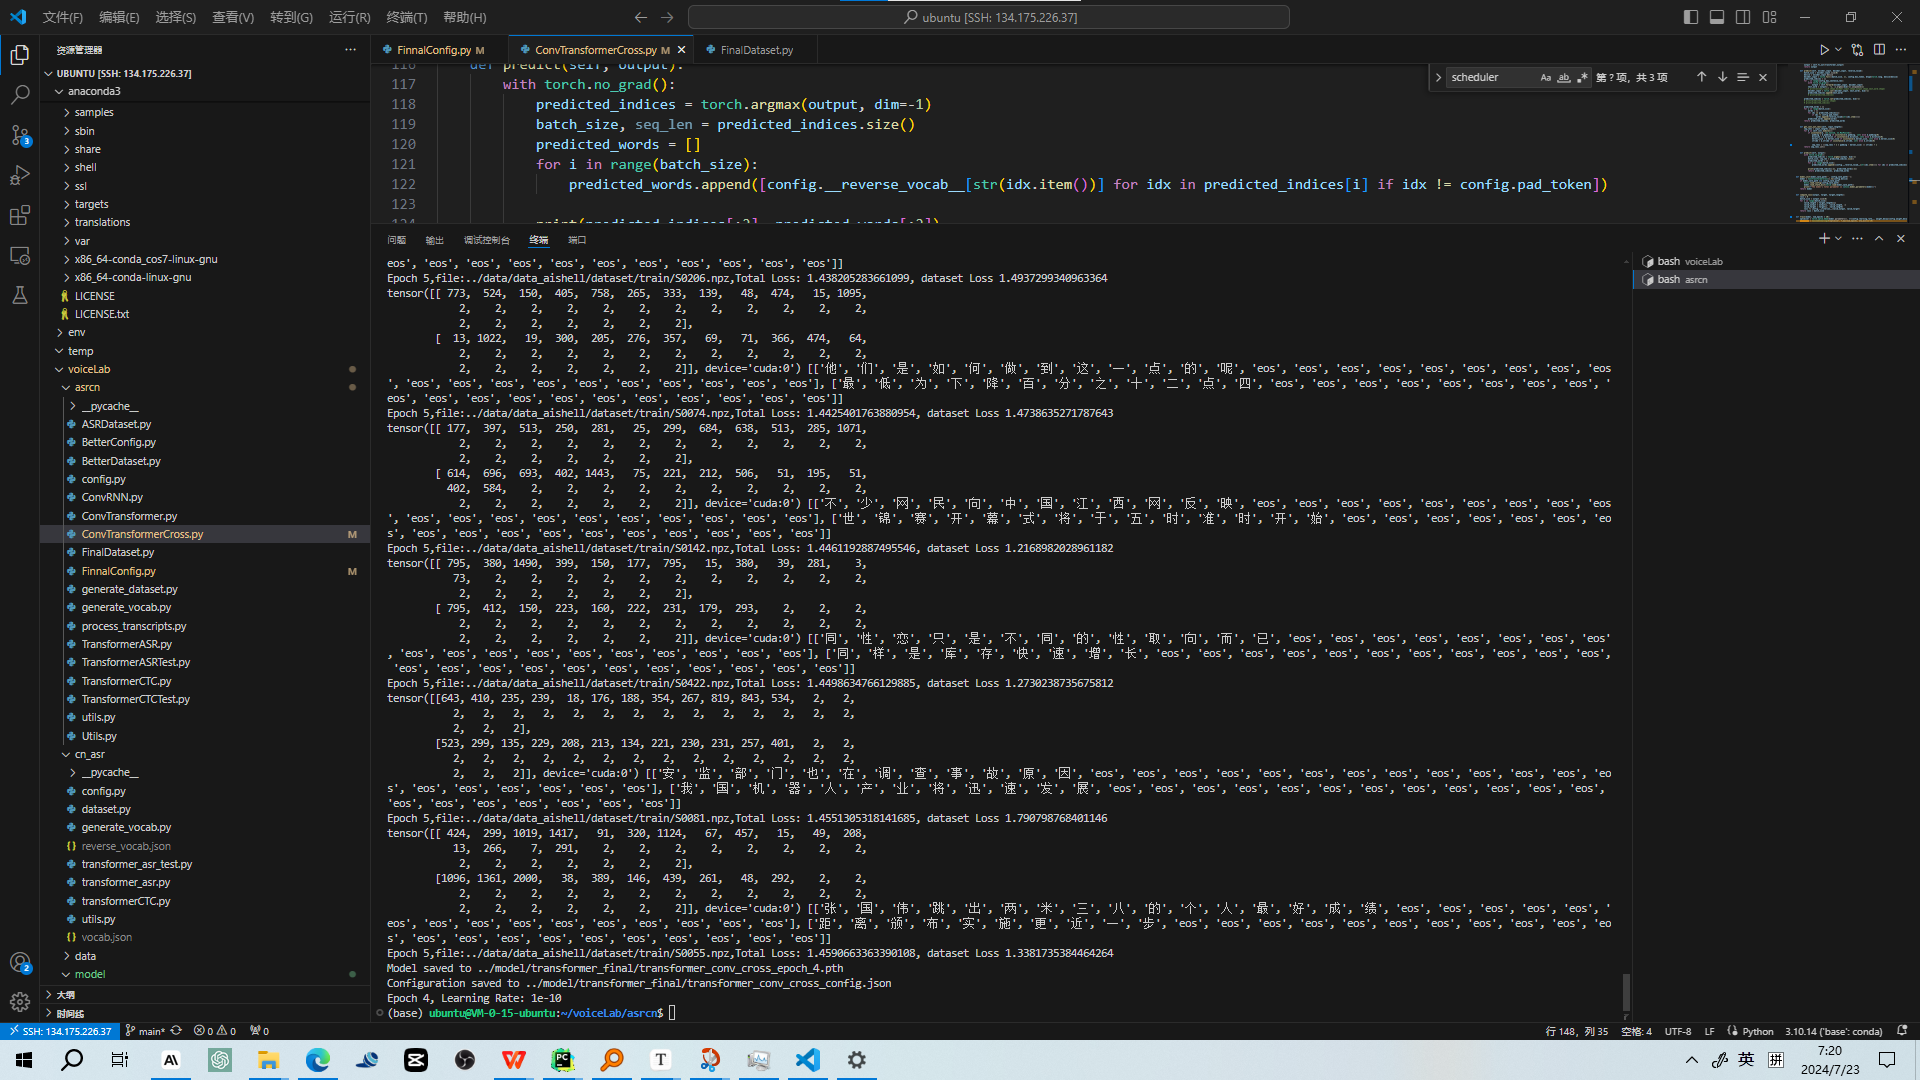 文件(F) 编辑(E) 选择(S) 查看(V) 转到(G) 运行(R) 终端(T) 帮助(H)
ubuntu [SSH: 134.175.226.37]
资源管理器
UBUNTU [SSH: 134.175.226.37]
anaconda3
samples
sbin
share
shell
ssl
targets
translations
var
x86_64-conda_cos7-linux-gnu
x86_64-conda-linux-gnu
LICENSE
LICENSE.txt
env
temp
voiceLab
asrcn
__pycache__
ASRDataset.py
BetterConfig.py
BetterDataset.py
config.py
ConvRNN.py
ConvTransformer.py
ConvTransformerCross.py M
FinalDataset.py
FinnalConfig.py M
generate_dataset.py
generate_vocab.py
process_transcripts.py
TransformerASR.py
TransformerASRTest.py
TransformerCTC.py
TransformerCTCTest.py
utils.py
Utils.py
cn_asr
__pycache__
config.py
dataset.py
generate_vocab.py
reverse_vocab.json
transformer_asr_test.py
transformer_asr.py
transformerCTC.py
utils.py
vocab.json
data
model
大纲
时间线
FinnalConfig.py M
ConvTransformerCross.py M
FinalDataset.py
scheduler
第 ? 项，共 3 项
116 def predict(self, output):
117 with torch.no_grad():
118 predicted_indices = torch.argmax(output, dim=-1)
119 batch_size, seq_len = predicted_indices.size()
120 predicted_words = []
121 for i in range(batch_size):
122 predicted_words.append([config.__reverse_vocab__[str(idx.item())] for idx in predicted_indices[i] if idx != config.pad_token])
123
124 print(predicted_indices[:2], predicted_words[:2])
问题 输出 调试控制台 终端 端口
bash voiceLab
bash asrcn
eos', 'eos', 'eos', 'eos', 'eos', 'eos', 'eos', 'eos', 'eos', 'eos', 'eos', 'eos']]
Epoch 5,file:../data/data_aishell/dataset/train/S0206.npz,Total Loss: 1.438205283661099, dataset Loss 1.4937299340963364
tensor([[ 773, 524, 150, 405, 758, 265, 333, 139, 48, 474, 15, 1095,
2, 2, 2, 2, 2, 2, 2, 2, 2, 2, 2, 2,
2, 2, 2, 2, 2, 2],
[ 13, 1022, 19, 300, 205, 276, 357, 69, 71, 366, 474, 64,
2, 2, 2, 2, 2, 2, 2, 2, 2, 2, 2, 2,
2, 2, 2, 2, 2, 2]], device='cuda:0') [['他', '们', '是', '如', '何', '做', '到', '这', '一', '点', '的', '呢', 'eos', 'eos', 'eos', 'eos', 'eos', 'eos', 'eos', 'eos', 'eos
', 'eos', 'eos', 'eos', 'eos', 'eos', 'eos', 'eos', 'eos', 'eos'], ['最', '低', '为', '下', '降', '百', '分', '之', '十', '二', '点', '四', 'eos', 'eos', 'eos', 'eos', 'eos', 'eos', 'eos', 'eos', '
eos', 'eos', 'eos', 'eos', 'eos', 'eos', 'eos', 'eos', 'eos', 'eos', 'eos', 'eos']]
Epoch 5,file:../data/data_aishell/dataset/train/S0074.npz,Total Loss: 1.4425401763880954, dataset Loss 1.4738635271787643
tensor([[ 177, 397, 513, 250, 281, 25, 299, 684, 638, 513, 285, 1071,
2, 2, 2, 2, 2, 2, 2, 2, 2, 2, 2, 2,
2, 2, 2, 2, 2, 2],
[ 614, 696, 693, 402, 1443, 75, 221, 212, 506, 51, 195, 51,
402, 584, 2, 2, 2, 2, 2, 2, 2, 2, 2, 2,
2, 2, 2, 2, 2, 2]], device='cuda:0') [['不', '少', '网', '民', '向', '中', '国', '江', '西', '网', '反', '映', 'eos', 'eos', 'eos', 'eos', 'eos', 'eos', 'eos', 'eos', 'eos
', 'eos', 'eos', 'eos', 'eos', 'eos', 'eos', 'eos', 'eos', 'eos'], ['世', '锦', '赛', '开', '幕', '式', '将', '于', '五', '时', '准', '时', '开', '始', 'eos', 'eos', 'eos', 'eos', 'eos', 'eos', 'eo
s', 'eos', 'eos', 'eos', 'eos', 'eos', 'eos', 'eos', 'eos', 'eos']]
Epoch 5,file:../data/data_aishell/dataset/train/S0142.npz,Total Loss: 1.4461192887495546, dataset Loss 1.2168982028961182
tensor([[ 795, 380, 1490, 399, 150, 177, 795, 15, 380, 39, 281, 3,
73, 2, 2, 2, 2, 2, 2, 2, 2, 2, 2, 2,
2, 2, 2, 2, 2, 2],
[ 795, 412, 150, 223, 160, 222, 231, 179, 293, 2, 2, 2,
2, 2, 2, 2, 2, 2, 2, 2, 2, 2, 2, 2,
2, 2, 2, 2, 2, 2]], device='cuda:0') [['同', '性', '恋', '只', '是', '不', '同', '的', '性', '取', '向', '而', '已', 'eos', 'eos', 'eos', 'eos', 'eos', 'eos', 'eos', 'eos'
, 'eos', 'eos', 'eos', 'eos', 'eos', 'eos', 'eos', 'eos', 'eos'], ['同', '样', '是', '库', '存', '快', '速', '增', '长', 'eos', 'eos', 'eos', 'eos', 'eos', 'eos', 'eos', 'eos', 'eos', 'eos', 'eos',
'eos', 'eos', 'eos', 'eos', 'eos', 'eos', 'eos', 'eos', 'eos', 'eos']]
Epoch 5,file:../data/data_aishell/dataset/train/S0422.npz,Total Loss: 1.4498634766129885, dataset Loss 1.2730238735675812
tensor([[643, 410, 235, 239, 18, 176, 188, 354, 267, 819, 843, 534, 2, 2,
2, 2, 2, 2, 2, 2, 2, 2, 2, 2, 2, 2, 2, 2,
2, 2, 2],
[523, 299, 135, 229, 208, 213, 134, 221, 230, 231, 257, 401, 2, 2,
2, 2, 2, 2, 2, 2, 2, 2, 2, 2, 2, 2, 2, 2,
2, 2, 2]], device='cuda:0') [['安', '监', '部', '门', '也', '在', '调', '查', '事', '故', '原', '因', 'eos', 'eos', 'eos', 'eos', 'eos', 'eos', 'eos', 'eos', 'eos', 'eos', 'eos', 'eo
s', 'eos', 'eos', 'eos', 'eos', 'eos', 'eos', 'eos'], ['我', '国', '机', '器', '人', '产', '业', '将', '迅', '速', '发', '展', 'eos', 'eos', 'eos', 'eos', 'eos', 'eos', 'eos', 'eos', 'eos', 'eos', 'eos',
'eos', 'eos', 'eos', 'eos', 'eos', 'eos', 'eos', 'eos']]
Epoch 5,file:../data/data_aishell/dataset/train/S0081.npz,Total Loss: 1.4551305318141685, dataset Loss 1.790798768401146
tensor([[ 424, 299, 1019, 1417, 91, 320, 1124, 67, 457, 15, 49, 208,
13, 266, 7, 291, 2, 2, 2, 2, 2, 2, 2, 2,
2, 2, 2, 2, 2, 2],
[1096, 1361, 2000, 38, 389, 146, 439, 261, 48, 292, 2, 2,
2, 2, 2, 2, 2, 2, 2, 2, 2, 2, 2, 2,
2, 2, 2, 2, 2, 2]], device='cuda:0') [['张', '国', '伟', '跳', '出', '两', '米', '三', '八', '的', '个', '人', '最', '好', '成', '绩', 'eos', 'eos', 'eos', 'eos', 'eos', '
eos', 'eos', 'eos', 'eos', 'eos', 'eos', 'eos', 'eos', 'eos'], ['距', '离', '颁', '布', '实', '施', '更', '近', '一', '步', 'eos', 'eos', 'eos', 'eos', 'eos', 'eos', 'eos', 'eos', 'eos', 'eos', 'eo
s', 'eos', 'eos', 'eos', 'eos', 'eos', 'eos', 'eos', 'eos', 'eos']]
Epoch 5,file:../data/data_aishell/dataset/train/S0055.npz,Total Loss: 1.4590663363390108, dataset Loss 1.3381735384464264
Model saved to ../model/transformer_final/transformer_conv_cross_epoch_4.pth
Configuration saved to ../model/transformer_final/transformer_conv_cross_config.json
Epoch 4, Learning Rate: 1e-10
(base) ubuntu@VM-0-15-ubuntu:~/voiceLab/asrcn$
SSH: 134.175.226.37 main* 0 0 0
行 148，列 35 空格: 4 UTF-8 LF Python 3.10.14 ('base': conda)
英 拼 7:20
2024/7/23